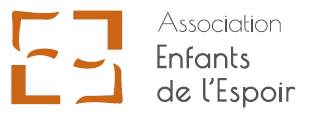 Association
Enfants
de l'Espoir